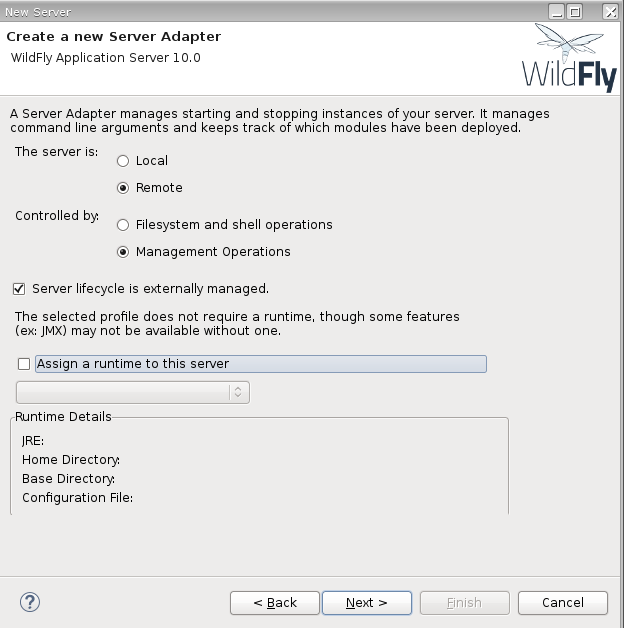 New Server
Create a new Server Adapter
WildFly Application Server 10.0
WildFly
A Server Adapter manages starting and stopping instances of your server. It manages
command line arguments and keeps track of which modules have been deployed.
The server is:
Local
Remote
Controlled by:
Filesystem and shell operations
Management Operations
Server lifecycle is externally managed.
The selected profile does not require a runtime, though some features
(ex: JMX) may not be available without one.
Assign a runtime to this server
Runtime Details
JRE:
Home Directory:
Base Directory:
Configuration File:
?
< Back
Next >
Finish
Cancel